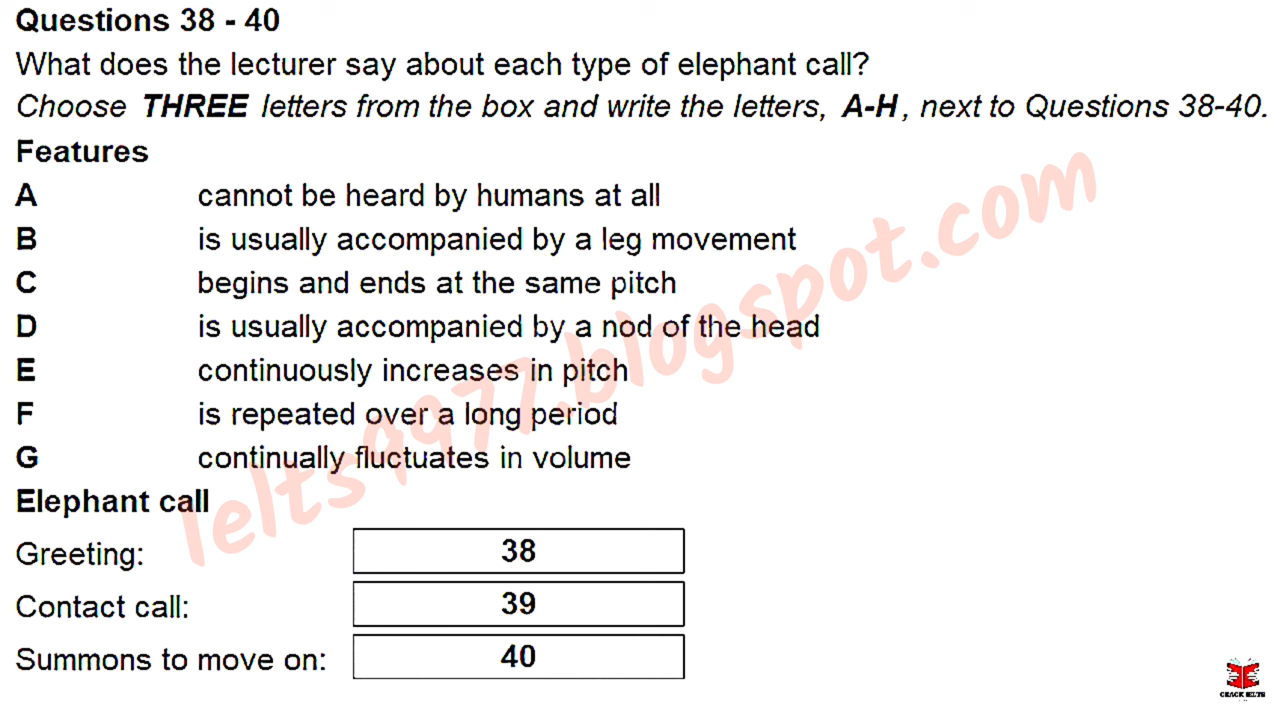 Questions 38 - 40
What does the lecturer say about each type of elephant call?
Choose THREE letters from the box and write the letters, A-H, next to Questions 38-40.
Features
A cannot be heard by humans at all
B is usually accompanied by a leg movement
C begins and ends at the same pitch
D is usually accompanied by a nod of the head
E continuously increases in pitch
F is repeated over a long period
G continually fluctuates in volume
Elephant call
Greeting: 38
Contact call: 39
Summons to move on: 40
Ielts9977.blogspot.com
CRACK IELTS